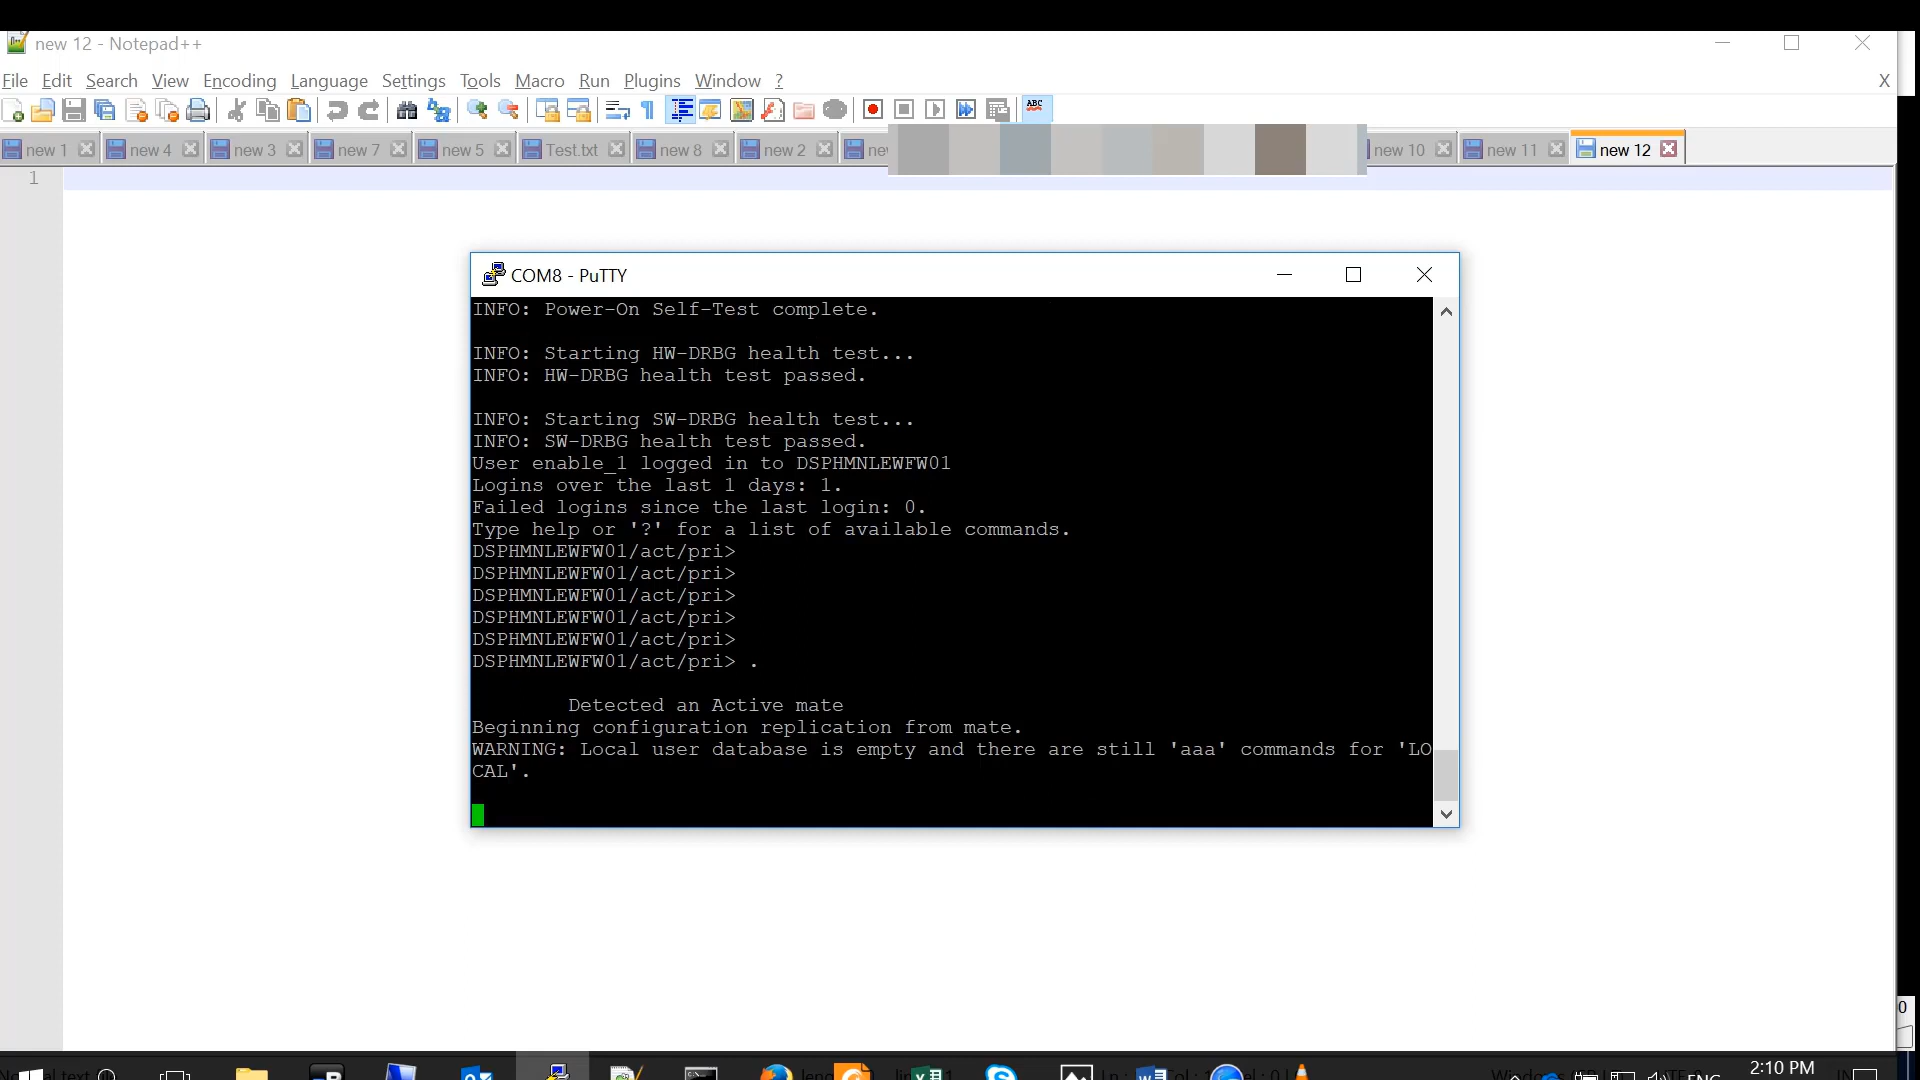 new 12 - Notepad++
File Edit Search View Encoding Language Settings Tools Macro Run Plugins Window ? X
ABC
new 1 new 4 new 3 new 7 new 5 Test.txt new 8 new 2 new 10 new 11 new 12
1
COM8 - PuTTY
INFO: Power-On Self-Test complete.
INFO: Starting HW-DRBG health test...
INFO: HW-DRBG health test passed.
INFO: Starting SW-DRBG health test...
INFO: SW-DRBG health test passed.
User enable_1 logged in to DSPHMNLEWFW01
Logins over the last 1 days: 1.
Failed logins since the last login: 0.
Type help or '?' for a list of available commands.
DSPHMNLEWFW01/act/pri>
DSPHMNLEWFW01/act/pri>
DSPHMNLEWFW01/act/pri>
DSPHMNLEWFW01/act/pri>
DSPHMNLEWFW01/act/pri>
DSPHMNLEWFW01/act/pri> .
Detected an Active mate
Beginning configuration replication from mate.
WARNING: Local user database is empty and there are still 'aaa' commands for 'LO
CAL'.
0
2:10 PM